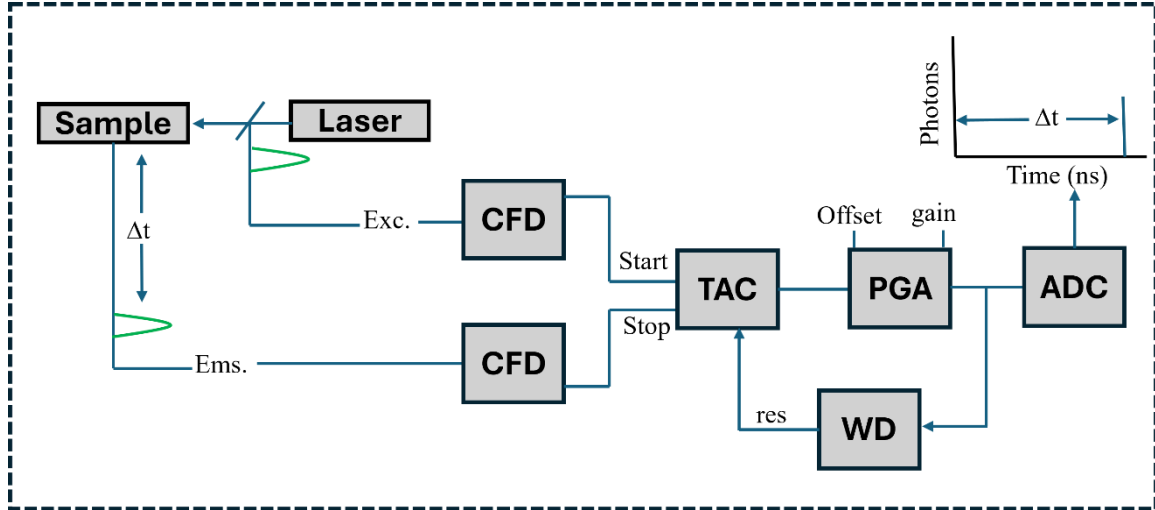 Sample
Laser
Photons
Δt
Time (ns)
Δt
Exc.
CFD
Offset
gain
Start
TAC
PGA
ADC
Stop
Ems.
CFD
res
WD